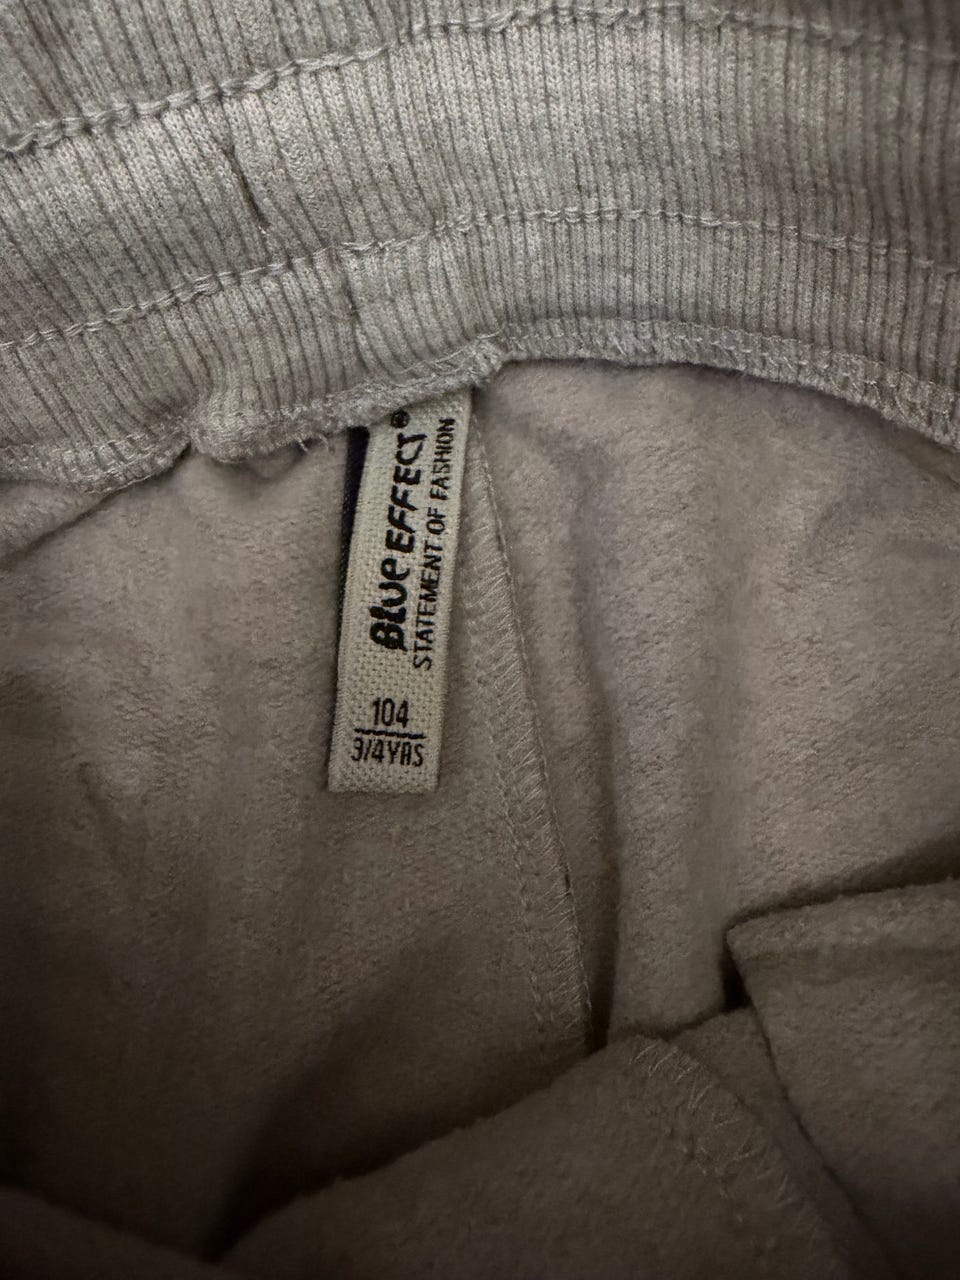 BLUE EFFECT®
STATEMENT OF FASHION
104
3/4YRS